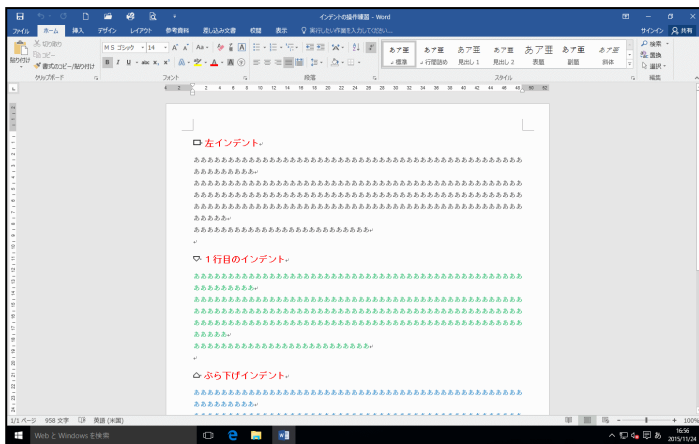 インデントの操作練習 - Word
ファイル ホーム 挿入 デザイン レイアウト 参考資料 差し込み文書 校閲 表示 実行したい作業を入力してください... サインイン 共有
貼り付け
切り取り
コピー
書式のコピー/貼り付け
クリップボード
MS ゴシック 14
フォント
段落
あア亜 あア亜 あア亜 あア亜 あア亜 あア亜 あア亜
標準 行間詰め 見出し 1 見出し 2 表題 副題 斜体
スタイル
検索
置換
選択
編集
4 2 2 4 6 8 10 12 14 16 18 20 22 24 26 28 30 32 34 36 38 40 42 44 46 48 50 52
左インデント
ああああああああああああああああああああああああああああああああああああああ
あああああああ
ああああああああああああああああああああああああああああああああああああああ
ああああああああああああああああああああああああああああああああああああああ
ああああああああああああああああああああああああああああああああああああああ
ああああ
ああああああああああああああああああああ
1行目のインデント
ああああああああああああああああああああああああああああああああああああああ
あああああああ
ああああああああああああああああああああああああああああああああああああああ
ああああああああああああああああああああああああああああああああああああああ
ああああああああああああああああああああああああああああああああああああああ
ああああ
ああああああああああああああああああああ
ぶら下げインデント
ああああああああああああああああああああああああああああああああああああああ
あああああああ
1/1 ページ 958 文字 英語 (米国) 100%
Web と Windows を検索
あ
16:56
2015/11/24